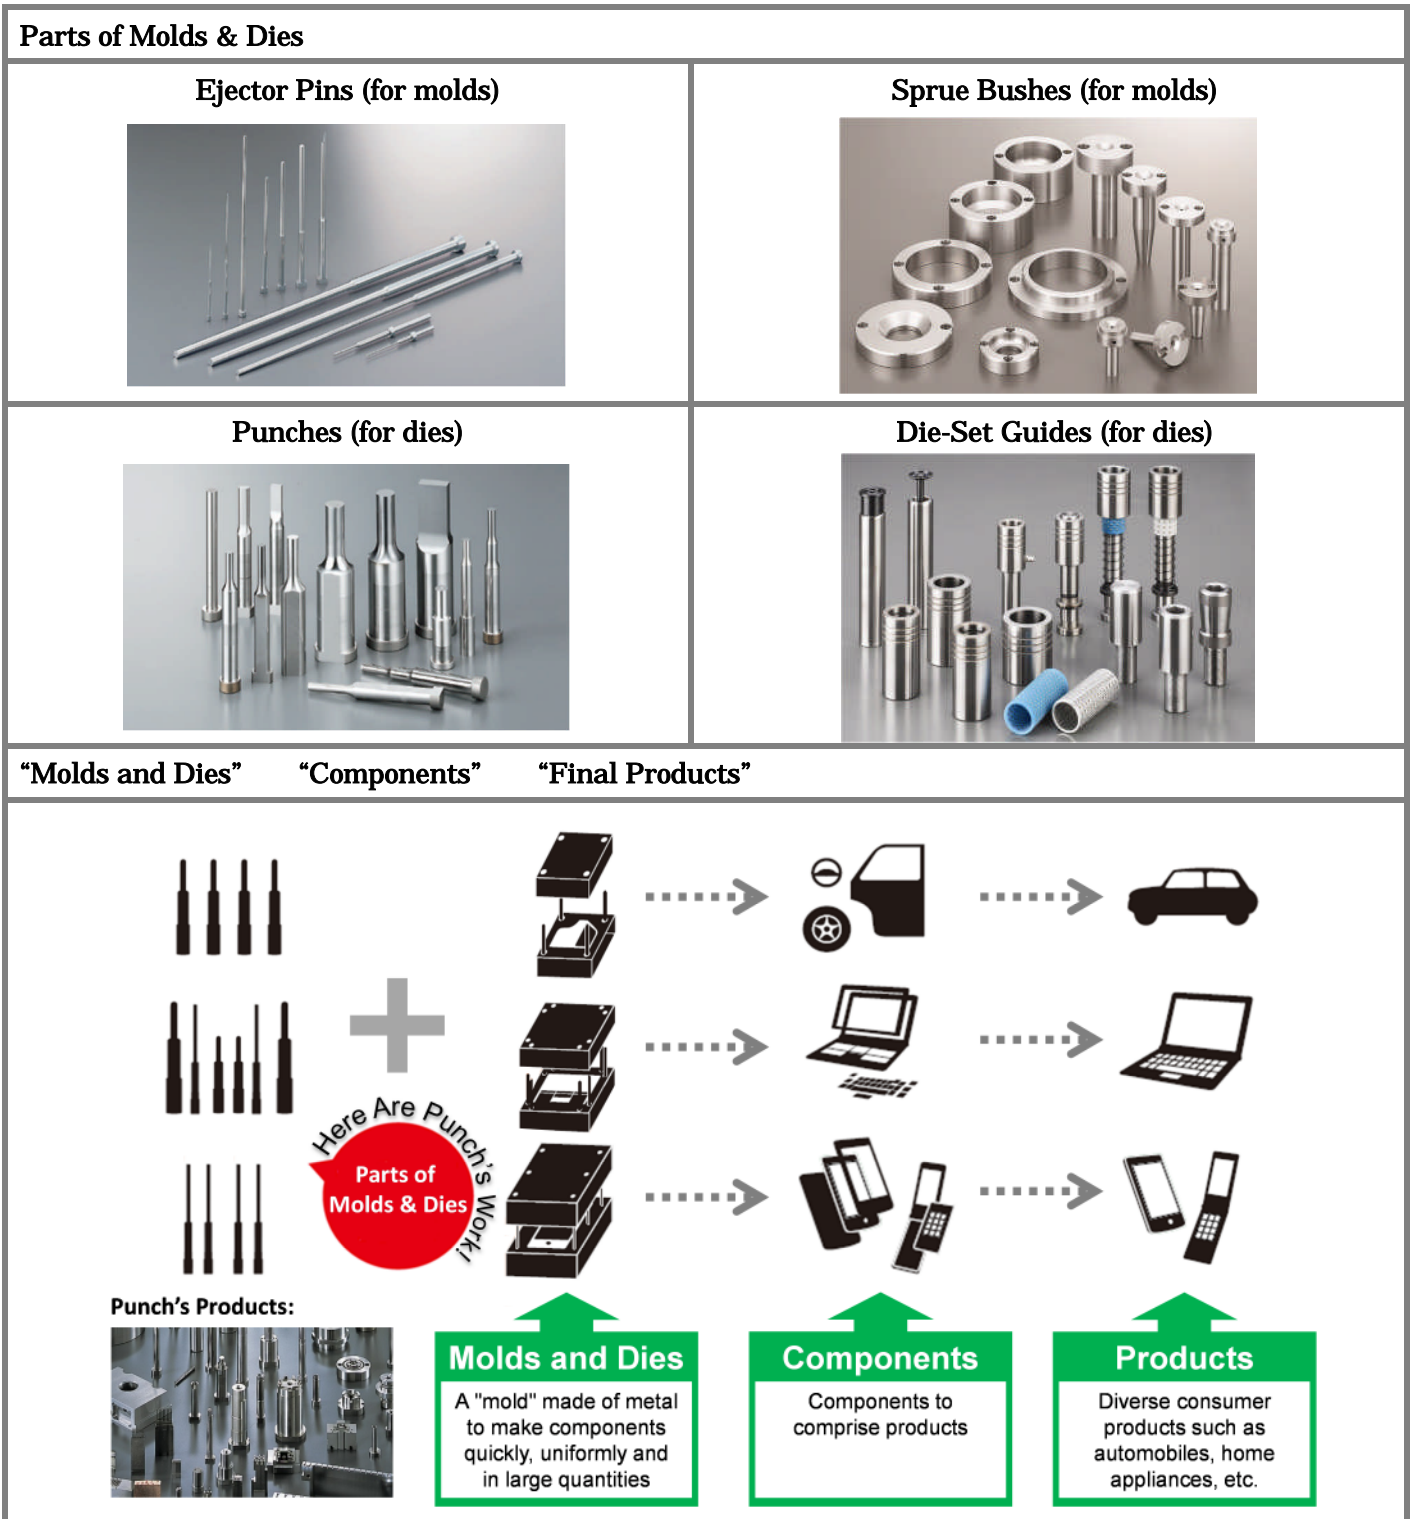 Parts of Molds & Dies
Ejector Pins (for molds)
Sprue Bushes (for molds)
Punches (for dies)
Die-Set Guides (for dies)
“Molds and Dies” “Components” “Final Products”
Here Are Punch's Work!
Parts of
Molds & Dies
Punch's Products:
Molds and Dies
A "mold" made of metal
to make components
quickly, uniformly and
in large quantities
Components
Components to
comprise products
Products
Diverse consumer
products such as
automobiles, home
appliances, etc.